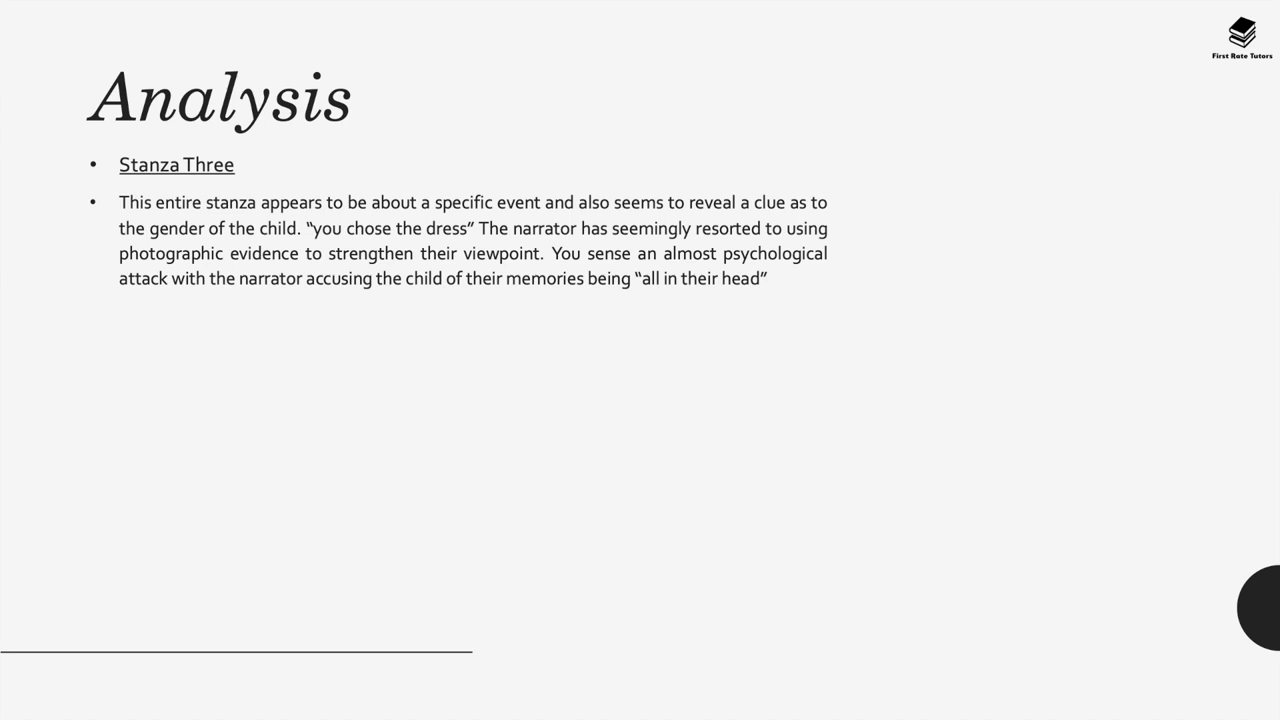 First Rate Tutors
Analysis
• Stanza Three
• This entire stanza appears to be about a specific event and also seems to reveal a clue as to
the gender of the child. “you chose the dress” The narrator has seemingly resorted to using
photographic evidence to strengthen their viewpoint. You sense an almost psychological
attack with the narrator accusing the child of their memories being “all in their head”